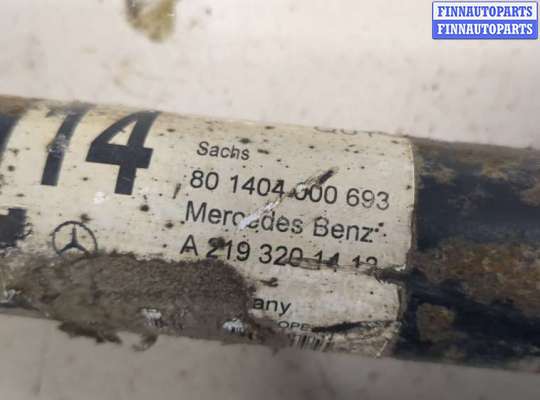 FINNAUTOPARTS
FINNAUTOPARTS
14
Sachs
80 1404 000 693
Mercedes Benz
A 219 320 14 13